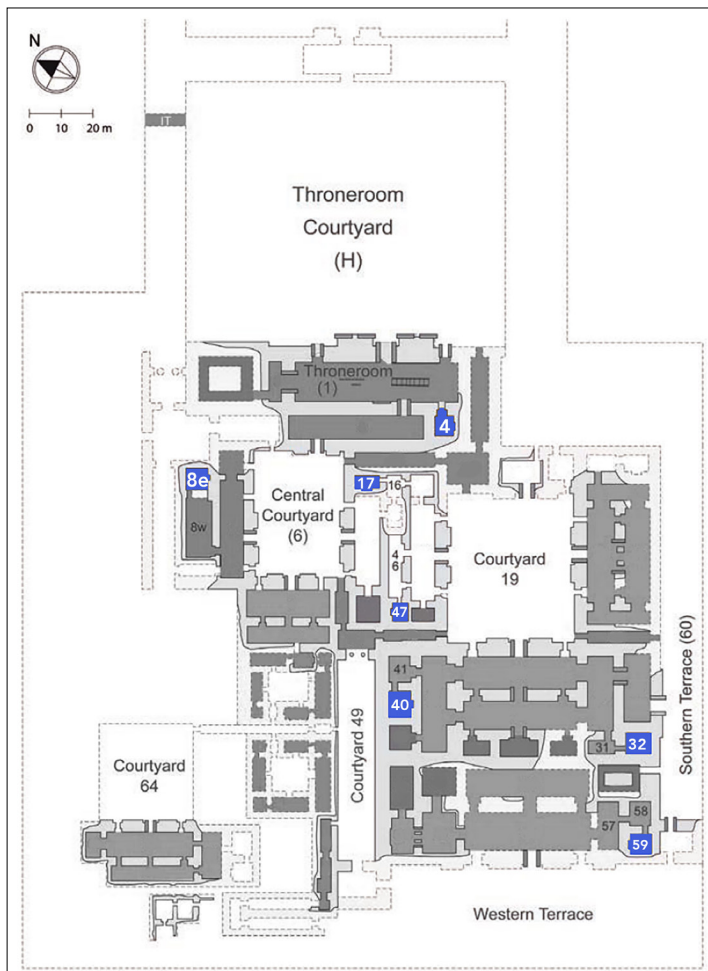 N
0 10 20 m
IT
Throneroom
Courtyard
(H)
Throneroom
(1)
4
8e
17
16
Central
Courtyard
(6)
8w
4
6
Courtyard
19
47
41
40
Courtyard 49
Southern Terrace (60)
32
31
Courtyard
64
58
57
59
Western Terrace